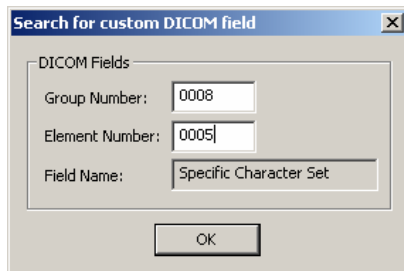 Search for custom DICOM field
DICOM Fields
Group Number: 0008
Element Number: 0005
Field Name: Specific Character Set
OK